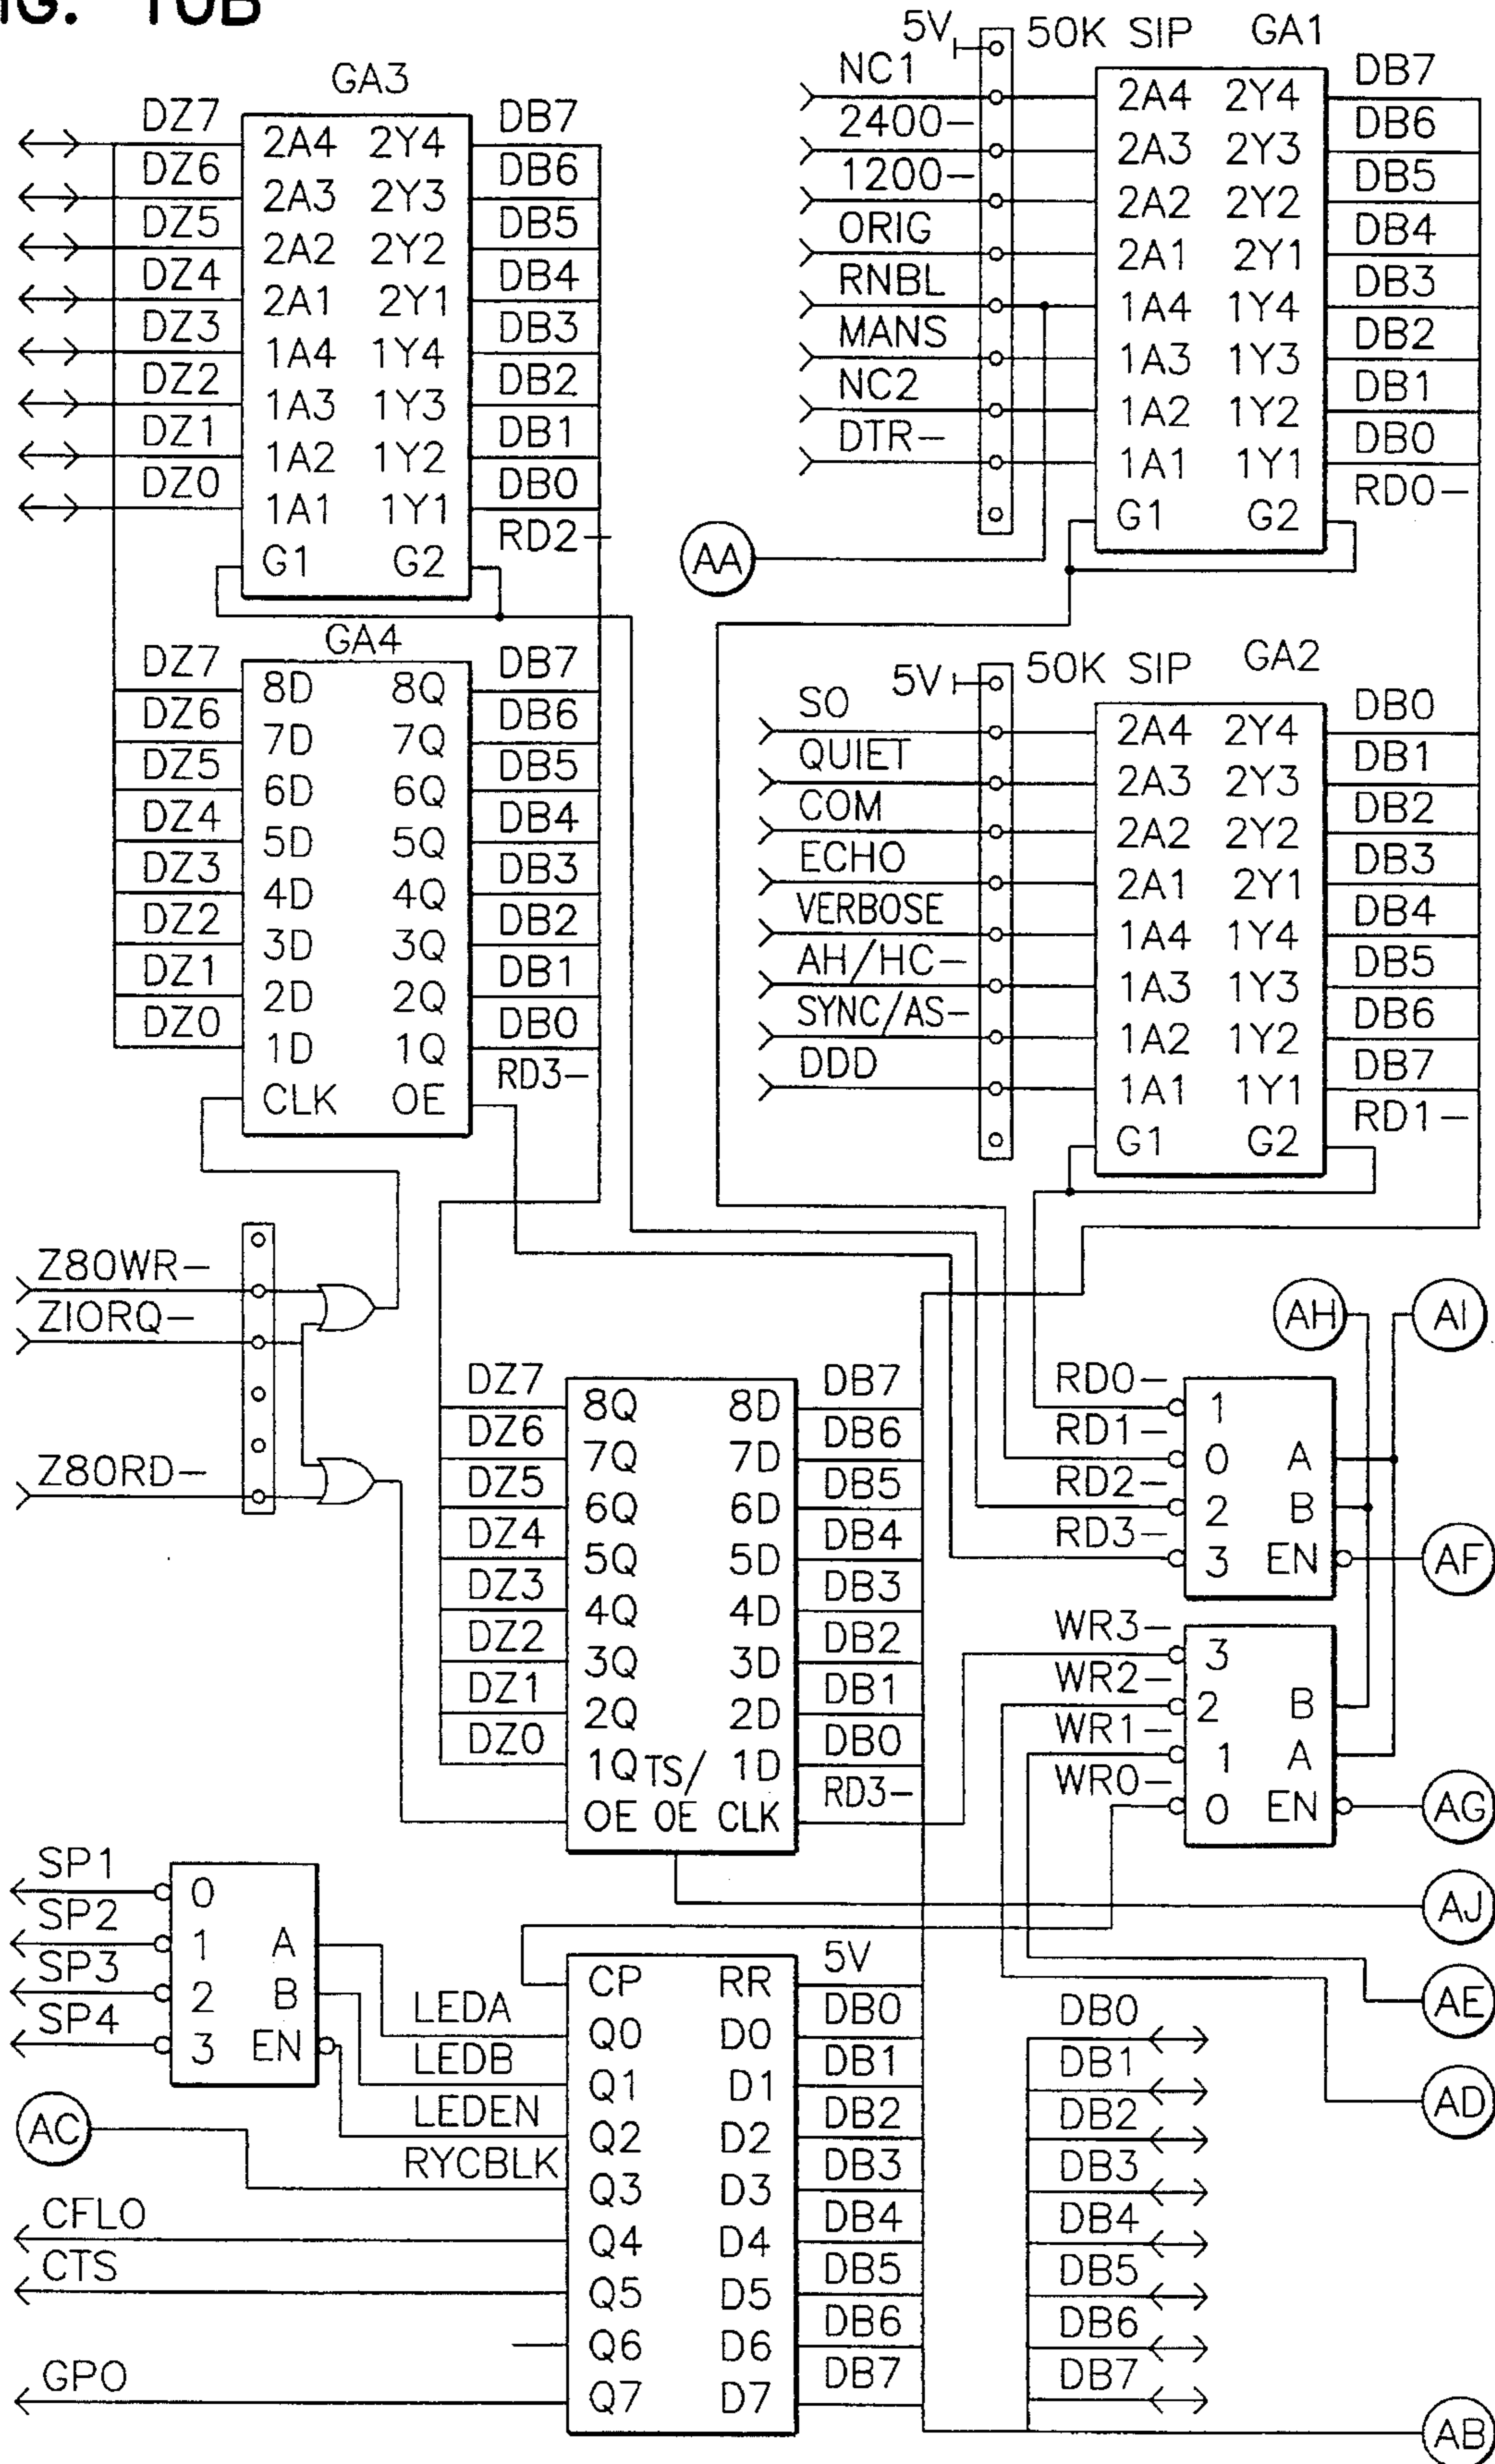 FIG. 10B
GA3
DZ7 2A4 2Y4 DB7
DZ6 2A3 2Y3 DB6
DZ5 2A2 2Y2 DB5
DZ4 2A1 2Y1 DB4
DZ3 1A4 1Y4 DB3
DZ2 1A3 1Y3 DB2
DZ1 1A2 1Y2 DB1
DZ0 1A1 1Y1 DB0
RD2-
G1 G2
5V 50K SIP GA1
NC1 2A4 2Y4 DB7
2400- 2A3 2Y3 DB6
1200- 2A2 2Y2 DB5
ORIG 2A1 2Y1 DB4
RNBL 1A4 1Y4 DB3
MANS 1A3 1Y3 DB2
NC2 1A2 1Y2 DB1
DTR- 1A1 1Y1 DB0
G1 G2 RD0-
AA
GA4
DZ7 8D 8Q DB7
DZ6 7D 7Q DB6
DZ5 6D 6Q DB5
DZ4 5D 5Q DB4
DZ3 4D 4Q DB3
DZ2 3D 3Q DB2
DZ1 2D 2Q DB1
DZ0 1D 1Q DB0
CLK OE RD3-
5V 50K SIP GA2
SO 2A4 2Y4 DB0
QUIET 2A3 2Y3 DB1
COM 2A2 2Y2 DB2
ECHO 2A1 2Y1 DB3
VERBOSE 1A4 1Y4 DB4
AH/HC- 1A3 1Y3 DB5
SYNC/AS- 1A2 1Y2 DB6
DDD 1A1 1Y1 DB7
G1 G2 RD1-
Z80WR-
ZIORQ-
Z80RD-
DZ7 8Q 8D DB7
DZ6 7Q 7D DB6
DZ5 6Q 6D DB5
DZ4 5Q 5D DB4
DZ3 4Q 4D DB3
DZ2 3Q 3D DB2
DZ1 2Q 2D DB1
DZ0 1Q TS/ 1D DB0
OE OE CLK RD3-
AH AI
RD0- 1
RD1- 0 A
RD2- 2 B
RD3- 3 EN AF
WR3- 3
WR2- 2 B
WR1- 1 A
WR0- 0 EN AG
AJ
AE
AD
SP1 0
SP2 1 A
SP3 2 B
SP4 3 EN
AC
CP RR 5V
LEDA Q0 D0 DB0
LEDB Q1 D1 DB1
LEDEN Q2 D2 DB2
RYCBLK Q3 D3 DB3
CFLO Q4 D4 DB4
CTS Q5 D5 DB5
Q6 D6 DB6
GPO Q7 D7 DB7
DB0
DB1
DB2
DB3
DB4
DB5
DB6
DB7
AB